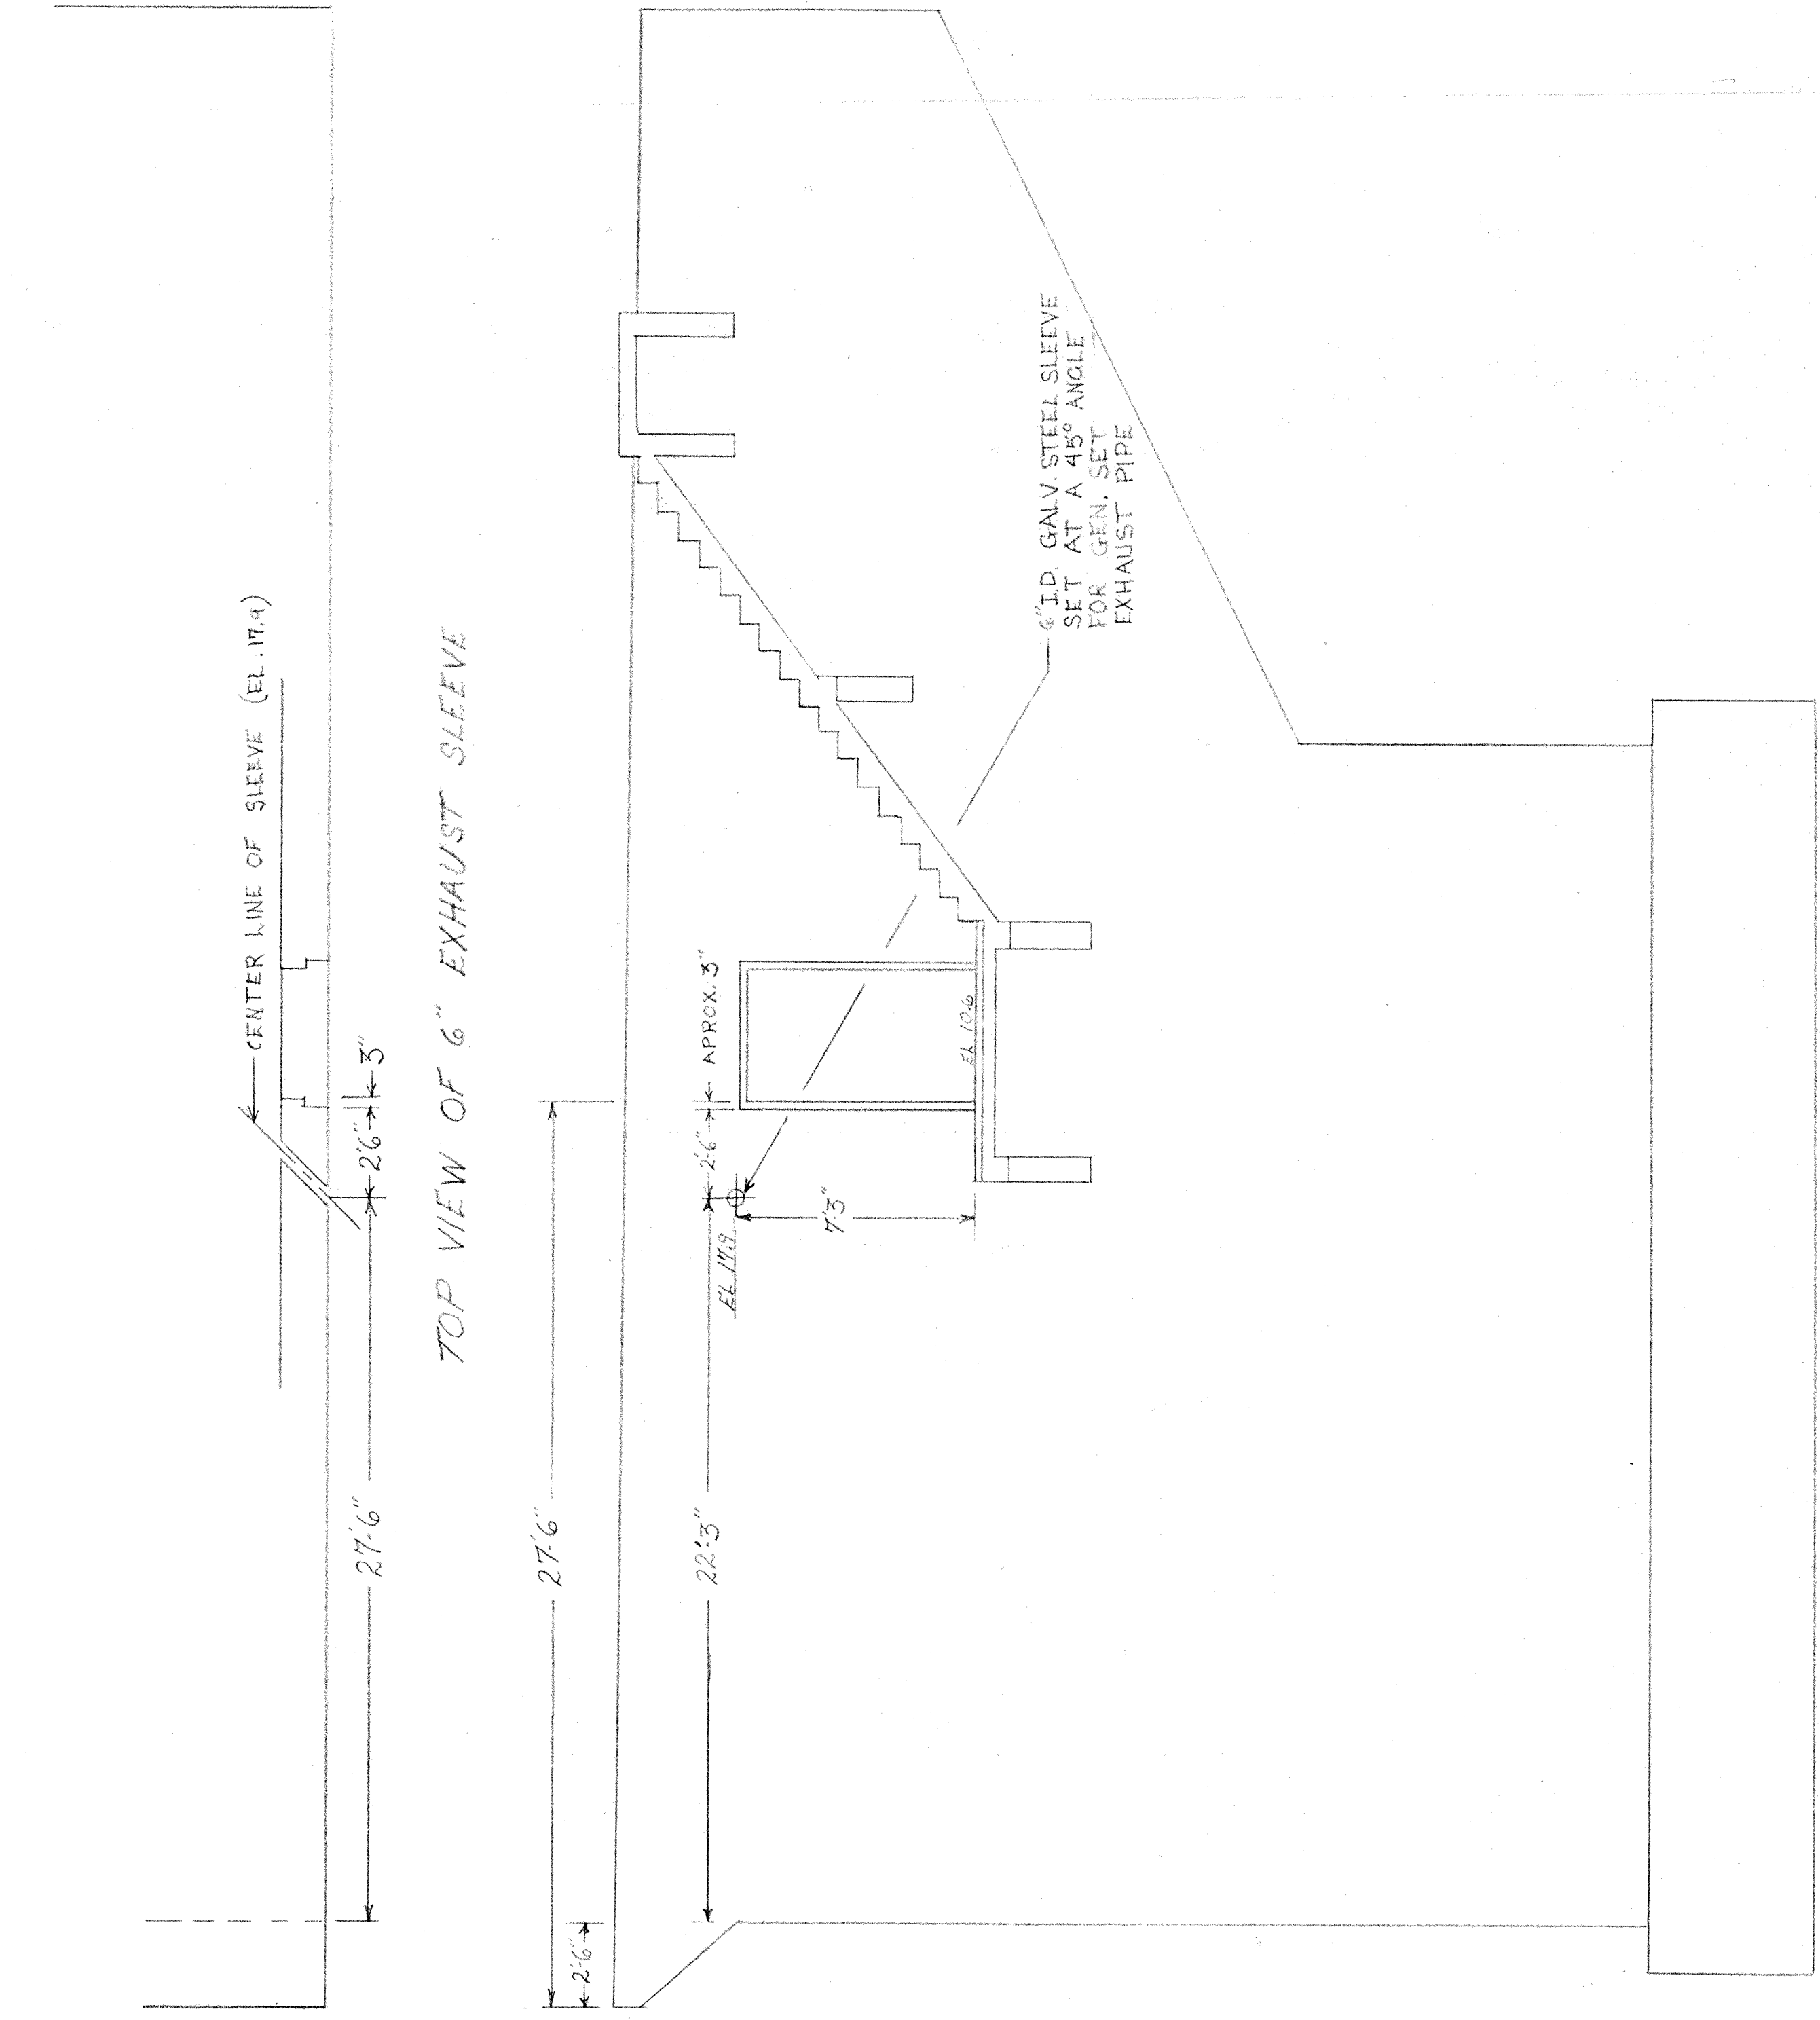 CENTER LINE OF SLEEVE (EL. 17.9)
2'6"
3"
27'-6"
TOP VIEW OF 6" EXHAUST SLEEVE
27'-6"
2'-6"
22'-3"
2'-6"
APROX. 3"
EL 17.9
7'-3"
EL 10.6
6" I.D. GALV. STEEL SLEEVE
SET AT A 45° ANGLE
FOR GEN. SET
EXHAUST PIPE